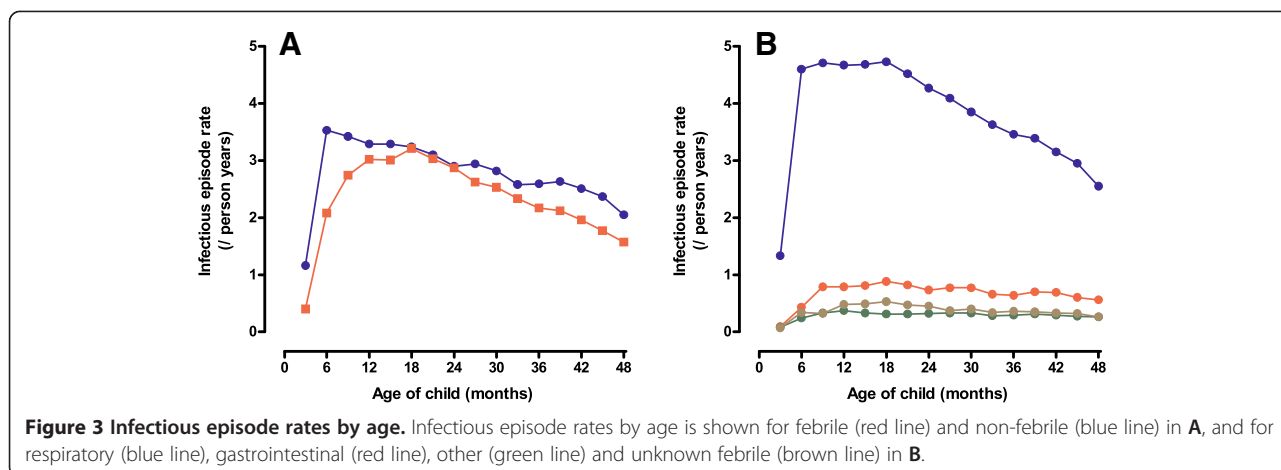 A
Infectious episode rate
(/ person years)
5
4
3
2
1
0
0 6 12 18 24 30 36 42 48
Age of child (months)
B
Infectious episode rate
(/ person years)
5
4
3
2
1
0
0 6 12 18 24 30 36 42 48
Age of child (months)
Figure 3 Infectious episode rates by age. Infectious episode rates by age is shown for febrile (red line) and non-febrile (blue line) in A, and for
respiratory (blue line), gastrointestinal (red line), other (green line) and unknown febrile (brown line) in B.